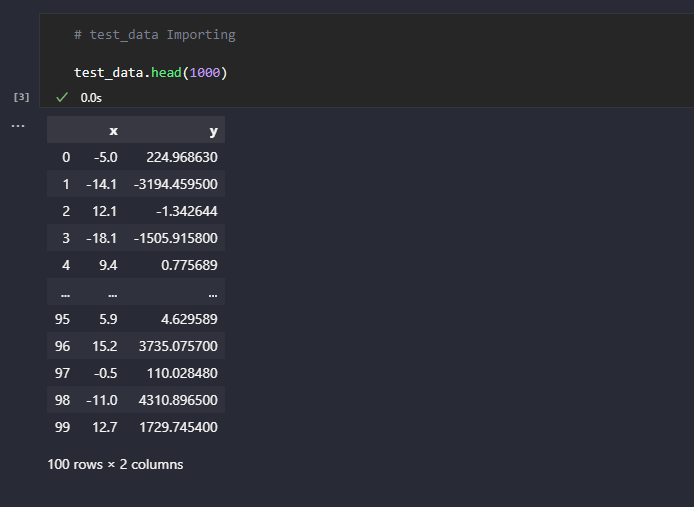 # test_data Importing
test_data.head(1000)
[3] ✓ 0.0s
...
x y
0 -5.0 224.968630
1 -14.1 -3194.459500
2 12.1 -1.342644
3 -18.1 -1505.915800
4 9.4 0.775689
... ... ...
95 5.9 4.629589
96 15.2 3735.075700
97 -0.5 110.028480
98 -11.0 4310.896500
99 12.7 1729.745400
100 rows × 2 columns